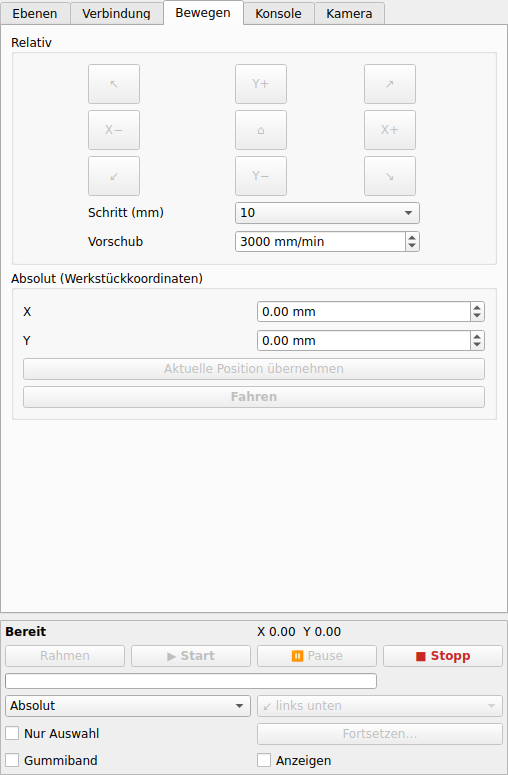 Ebenen Verbindung Bewegen Konsole Kamera
Relativ
↖ Y+ ↗
X− ⌂ X+
↙ Y− ↘
Schritt (mm) 10
Vorschub 3000 mm/min
Absolut (Werkstückkoordinaten)
X 0.00 mm
Y 0.00 mm
Aktuelle Position übernehmen
Fahren
Bereit X 0.00 Y 0.00
Rahmen ▶ Start ⏸ Pause ■ Stopp
Absolut ↙ links unten
Nur Auswahl Fortsetzen...
Gummiband Anzeigen